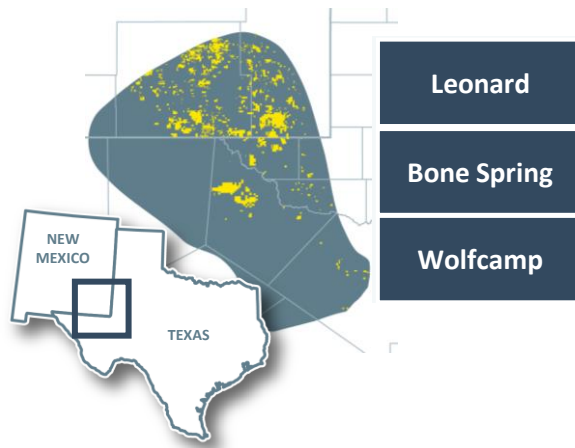 Leonard
Bone Spring
Wolfcamp
NEW
MEXICO
TEXAS